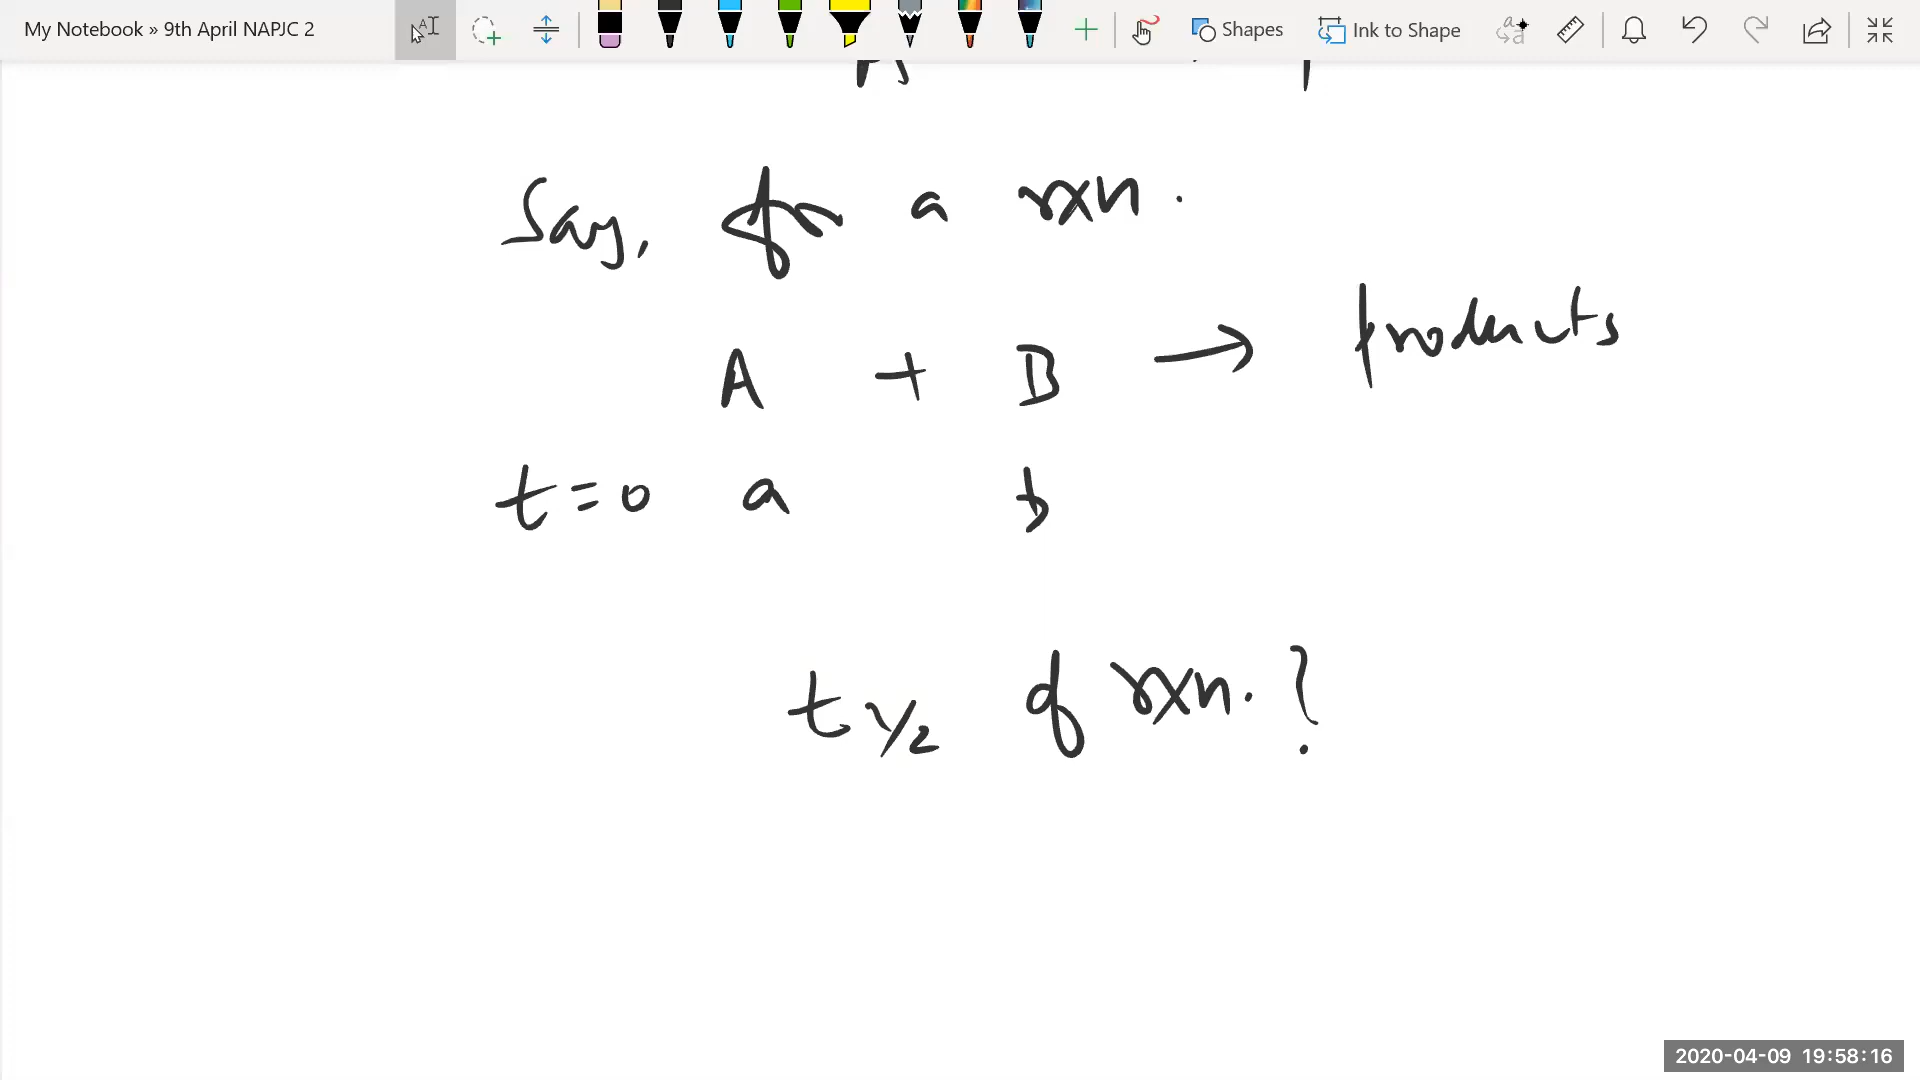 My Notebook » 9th April NAPJC 2
Shapes
Ink to Shape
Say, for a rxn.
A + B → products
t=0 a b
t 1/2 of rxn. ?
2020-04-09 19:58:16